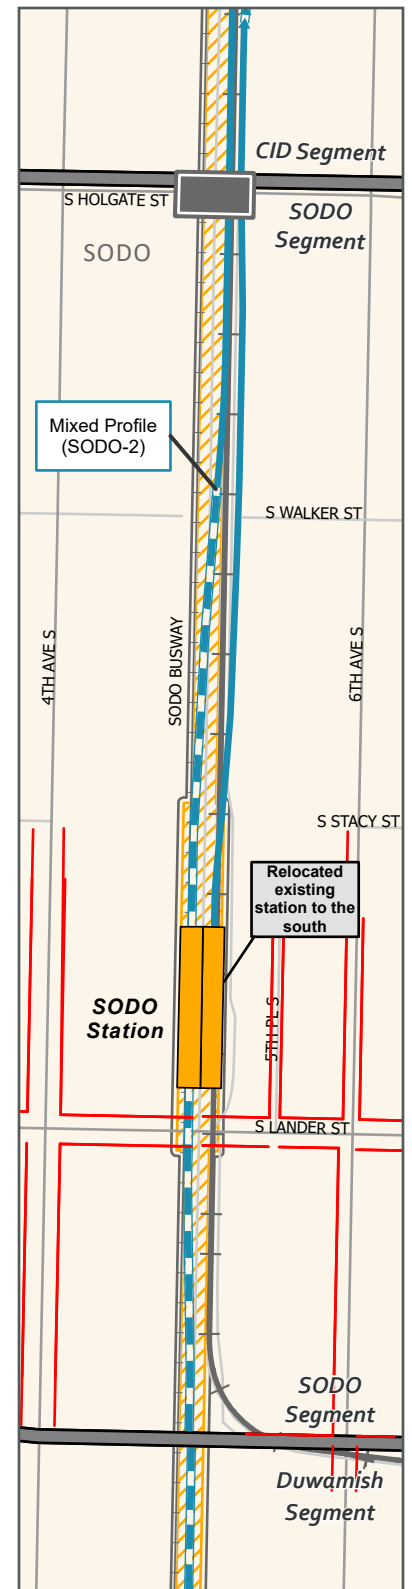 CID Segment
S HOLGATE ST
SODO
Segment
SODO
Mixed Profile
(SODO-2)
S WALKER ST
4TH AVE S
SODO BUSWAY
6TH AVE S
S STACY ST
Relocated
existing
station to the
south
SODO
Station
5TH PL S
S LANDER ST
SODO
Segment
Duwamish
Segment